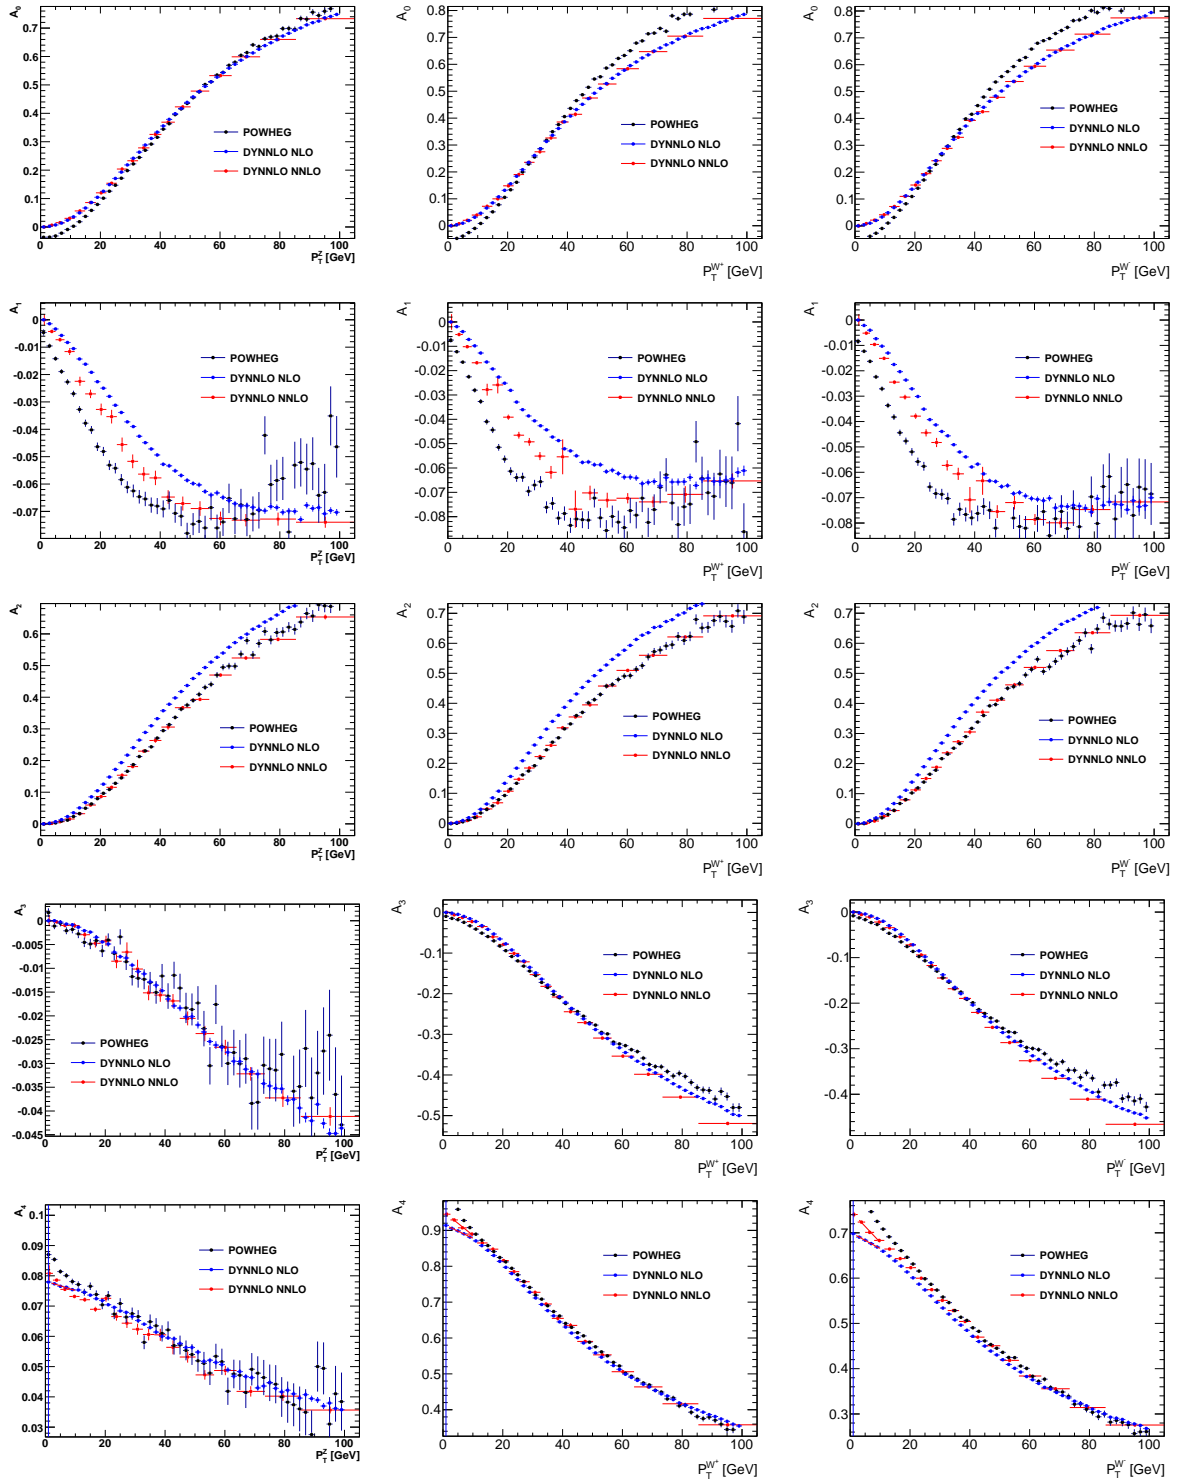 A₀
0.7
0.6
0.5
0.4
0.3
0.2
0.1
0
POWHEG
DYNNLO NLO
DYNNLO NNLO
0 20 40 60 80 100
P_T^Z [GeV]
A₀
0.8
0.7
0.6
0.5
0.4
0.3
0.2
0.1
0
POWHEG
DYNNLO NLO
DYNNLO NNLO
0 20 40 60 80 100
P_T^{W⁺} [GeV]
A₀
0.8
0.7
0.6
0.5
0.4
0.3
0.2
0.1
0
POWHEG
DYNNLO NLO
DYNNLO NNLO
0 20 40 60 80 100
P_T^{W⁻} [GeV]
A₁
0
-0.01
-0.02
-0.03
-0.04
-0.05
-0.06
-0.07
POWHEG
DYNNLO NLO
DYNNLO NNLO
0 20 40 60 80 100
P_T^Z [GeV]
A₁
0
-0.01
-0.02
-0.03
-0.04
-0.05
-0.06
-0.07
-0.08
POWHEG
DYNNLO NLO
DYNNLO NNLO
0 20 40 60 80 100
P_T^{W⁺} [GeV]
A₁
0
-0.01
-0.02
-0.03
-0.04
-0.05
-0.06
-0.07
-0.08
POWHEG
DYNNLO NLO
DYNNLO NNLO
0 20 40 60 80 100
P_T^{W⁻} [GeV]
A₂
0.6
0.5
0.4
0.3
0.2
0.1
0
POWHEG
DYNNLO NLO
DYNNLO NNLO
0 20 40 60 80 100
P_T^Z [GeV]
A₂
0.7
0.6
0.5
0.4
0.3
0.2
0.1
0
POWHEG
DYNNLO NLO
DYNNLO NNLO
0 20 40 60 80 100
P_T^{W⁺} [GeV]
A₂
0.7
0.6
0.5
0.4
0.3
0.2
0.1
0
POWHEG
DYNNLO NLO
DYNNLO NNLO
0 20 40 60 80 100
P_T^{W⁻} [GeV]
A₃
0
-0.005
-0.01
-0.015
-0.02
-0.025
-0.03
-0.035
-0.04
-0.045
POWHEG
DYNNLO NLO
DYNNLO NNLO
0 20 40 60 80 100
P_T^Z [GeV]
A₃
0
-0.1
-0.2
-0.3
-0.4
-0.5
POWHEG
DYNNLO NLO
DYNNLO NNLO
0 20 40 60 80 100
P_T^{W⁺} [GeV]
A₃
0
-0.1
-0.2
-0.3
-0.4
POWHEG
DYNNLO NLO
DYNNLO NNLO
0 20 40 60 80 100
P_T^{W⁻} [GeV]
A₄
0.1
0.09
0.08
0.07
0.06
0.05
0.04
0.03
POWHEG
DYNNLO NLO
DYNNLO NNLO
0 20 40 60 80 100
P_T^Z [GeV]
A₄
0.9
0.8
0.7
0.6
0.5
0.4
POWHEG
DYNNLO NLO
DYNNLO NNLO
0 20 40 60 80 100
P_T^{W⁺} [GeV]
A₄
0.7
0.6
0.5
0.4
0.3
POWHEG
DYNNLO NLO
DYNNLO NNLO
0 20 40 60 80 100
P_T^{W⁻} [GeV]